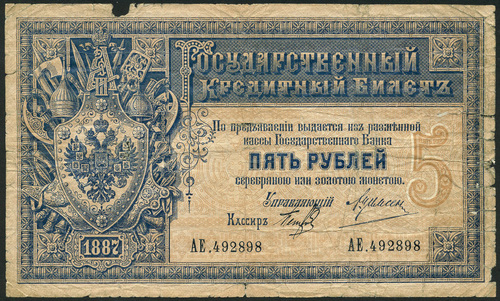 Государственный
Кредитный Билетъ
По предъявленіи выдается изъ размѣнной
кассы Государственнаго Банка
ПЯТЬ РУБЛЕЙ
серебряною или золотою монетою.
5
Управляющій
Кассиръ
1887
АЕ.492898 АЕ.492898